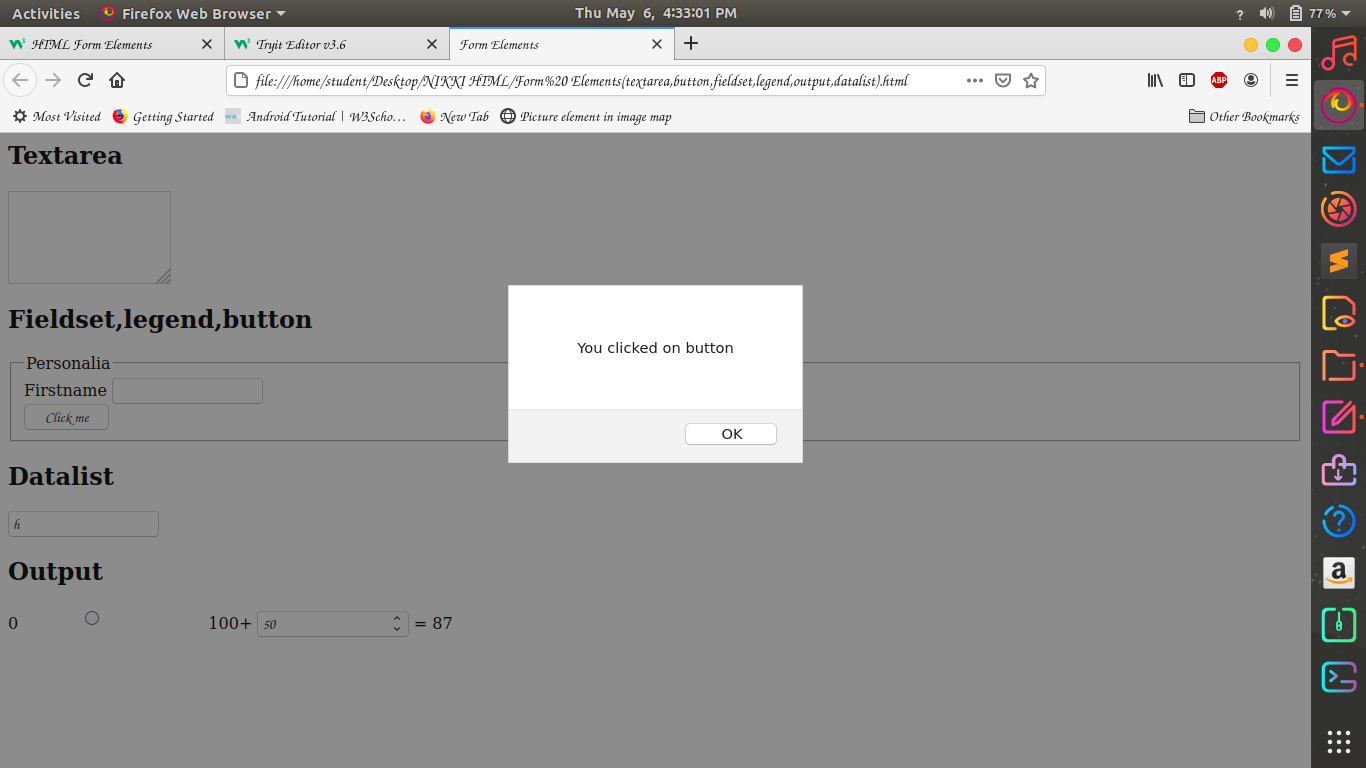 Activities Firefox Web Browser Thu May 6, 4:33:01 PM ? 77%
HTML Form Elements Tryit Editor v3.6 Form Elements
file:///home/student/Desktop/NIKKI HTML/Form%20 Elements(textarea,button,fieldset,legend,output,datalist).html ABP
Most Visited Getting Started Android Tutorial | W3Scho… New Tab Picture element in image map Other Bookmarks
Textarea
Fieldset,legend,button
Personalia
Firstname
Click me
You clicked on button
OK
Datalist
h
Output
0 100+ 50 = 87